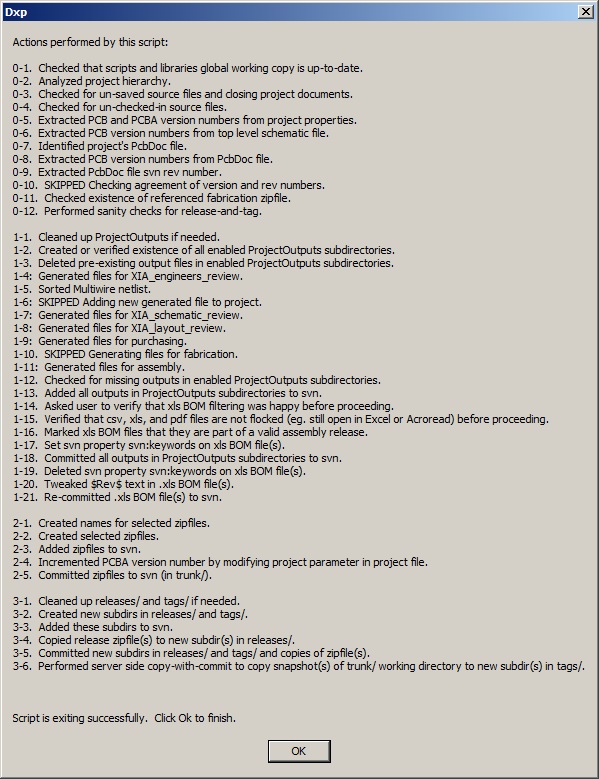 Dxp
Actions performed by this script:
0-1.  Checked that scripts and libraries global working copy is up-to-date.
0-2.  Analyzed project hierarchy.
0-3.  Checked for un-saved source files and closing project documents.
0-4.  Checked for un-checked-in source files.
0-5.  Extracted PCB and PCBA version numbers from project properties.
0-6.  Extracted PCB version numbers from top level schematic file.
0-7.  Identified project's PcbDoc file.
0-8.  Extracted PCB version numbers from PcbDoc file.
0-9.  Extracted PcbDoc file svn rev number.
0-10.  SKIPPED Checking agreement of version and rev numbers.
0-11.  Checked existence of referenced fabrication zipfile.
0-12.  Performed sanity checks for release-and-tag.
1-1.  Cleaned up ProjectOutputs if needed.
1-2.  Created or verified existence of all enabled ProjectOutputs subdirectories.
1-3.  Deleted pre-existing output files in enabled ProjectOutputs subdirectories.
1-4:  Generated files for XIA_engineers_review.
1-5.  Sorted Multiwire netlist.
1-6:  SKIPPED Adding new generated file to project.
1-7:  Generated files for XIA_schematic_review.
1-8:  Generated files for XIA_layout_review.
1-9:  Generated files for purchasing.
1-10.  SKIPPED Generating files for fabrication.
1-11:  Generated files for assembly.
1-12.  Checked for missing outputs in enabled ProjectOutputs subdirectories.
1-13.  Added all outputs in ProjectOutputs subdirectories to svn.
1-14.  Asked user to verify that xls BOM filtering was happy before proceeding.
1-15.  Verified that csv, xls, and pdf files are not flocked (eg. still open in Excel or Acroread) before proceeding.
1-16.  Marked xls BOM files that they are part of a valid assembly release.
1-17.  Set svn property svn:keywords on xls BOM file(s).
1-18.  Committed all outputs in ProjectOutputs subdirectories to svn.
1-19.  Deleted svn property svn:keywords on xls BOM file(s).
1-20.  Tweaked $Rev$ text in .xls BOM file(s).
1-21.  Re-committed .xls BOM file(s) to svn.
2-1.  Created names for selected zipfiles.
2-2.  Created selected zipfiles.
2-3.  Added zipfiles to svn.
2-4.  Incremented PCBA version number by modifying project parameter in project file.
2-5.  Committed zipfiles to svn (in trunk/).
3-1.  Cleaned up releases/ and tags/ if needed.
3-2.  Created new subdirs in releases/ and tags/.
3-3.  Added these subdirs to svn.
3-4.  Copied release zipfile(s) to new subdir(s) in releases/.
3-5.  Committed new subdirs in releases/ and tags/ and copies of zipfile(s).
3-6.  Performed server side copy-with-commit to copy snapshot(s) of trunk/ working directory to new subdir(s) in tags/.
Script is exiting successfully.  Click Ok to finish.
OK